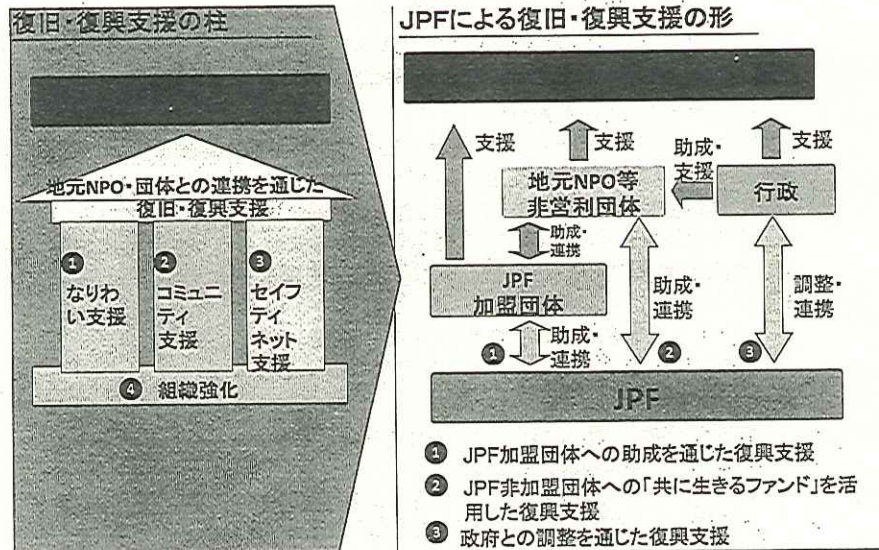 復旧・復興支援の柱
地元NPO・団体との連携を通じた
復旧・復興支援
❶
なりわ
い支援
❷
コミュニ
ティ
支援
❸
セイフ
ティ
ネット
支援
❹ 組織強化
JPFによる復旧・復興支援の形
支援
支援
助成・
支援
支援
地元NPO等
非営利団体
行政
助成・
連携
JPF
加盟団体
助成・
連携
調整・
連携
❶
助成・
連携
❷
❸
JPF
❶ JPF加盟団体への助成を通じた復興支援
❷ JPF非加盟団体への「共に生きるファンド」を活
用した復興支援
❸ 政府との調整を通じた復興支援